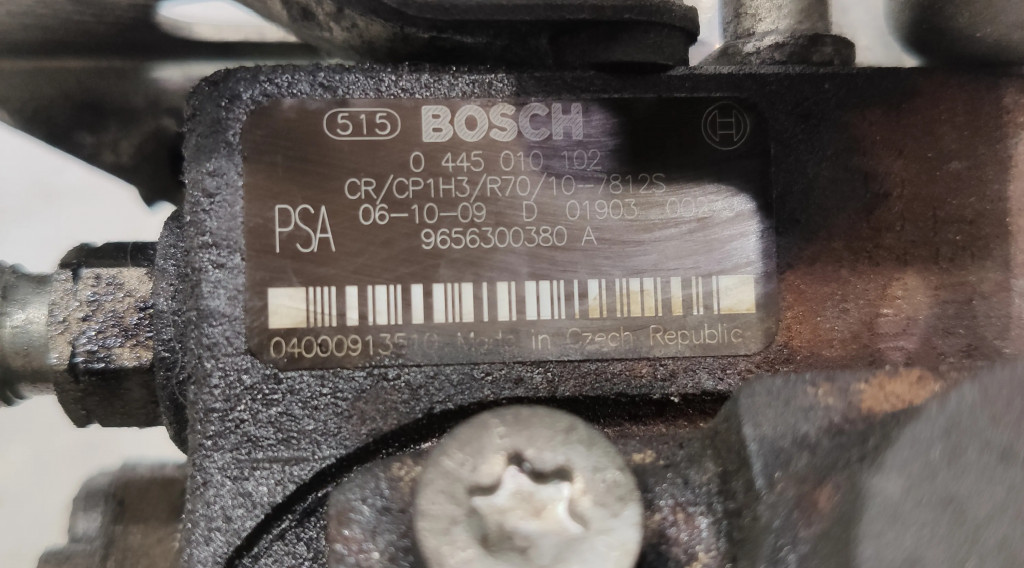 515 BOSCH
0 445 010 102
CR/CP1H3/R70/10-7812S
PSA 06-10-09 D 01903
9656300380 A
Made in Czech Republic